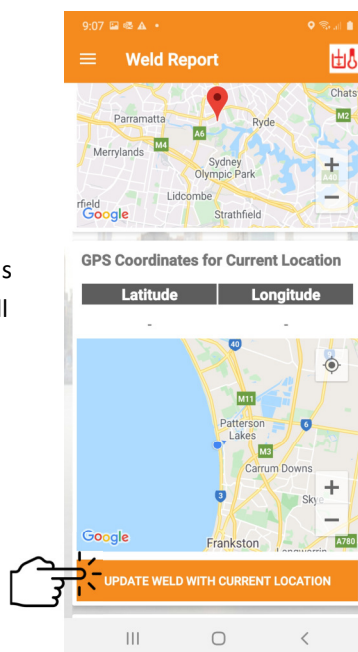 9:07
Weld Report
Chats
Parramatta
Ryde
M2
A6
Merrylands
M4
Sydney
Olympic Park
+
A40
−
Lidcombe
rfield
Google
Strathfield
s
GPS Coordinates for Current Location
ll
Latitude
Longitude
-
-
40
M11
Patterson
Lakes
6
M3
Carrum Downs
+
3
Skye
−
Google
Frankston
A780
UPDATE WELD WITH CURRENT LOCATION